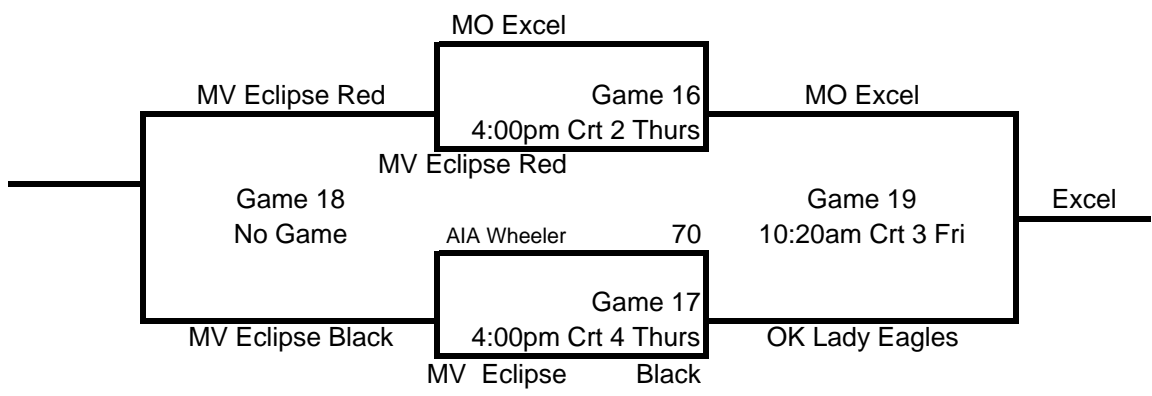 MO Excel
MV Eclipse Red Game 16 MO Excel
4:00pm Crt 2 Thurs
MV Eclipse Red
Game 18 Game 19 Excel
No Game AIA Wheeler 70 10:20am Crt 3 Fri
Game 17
MV Eclipse Black 4:00pm Crt 4 Thurs OK Lady Eagles
MV Eclipse Black